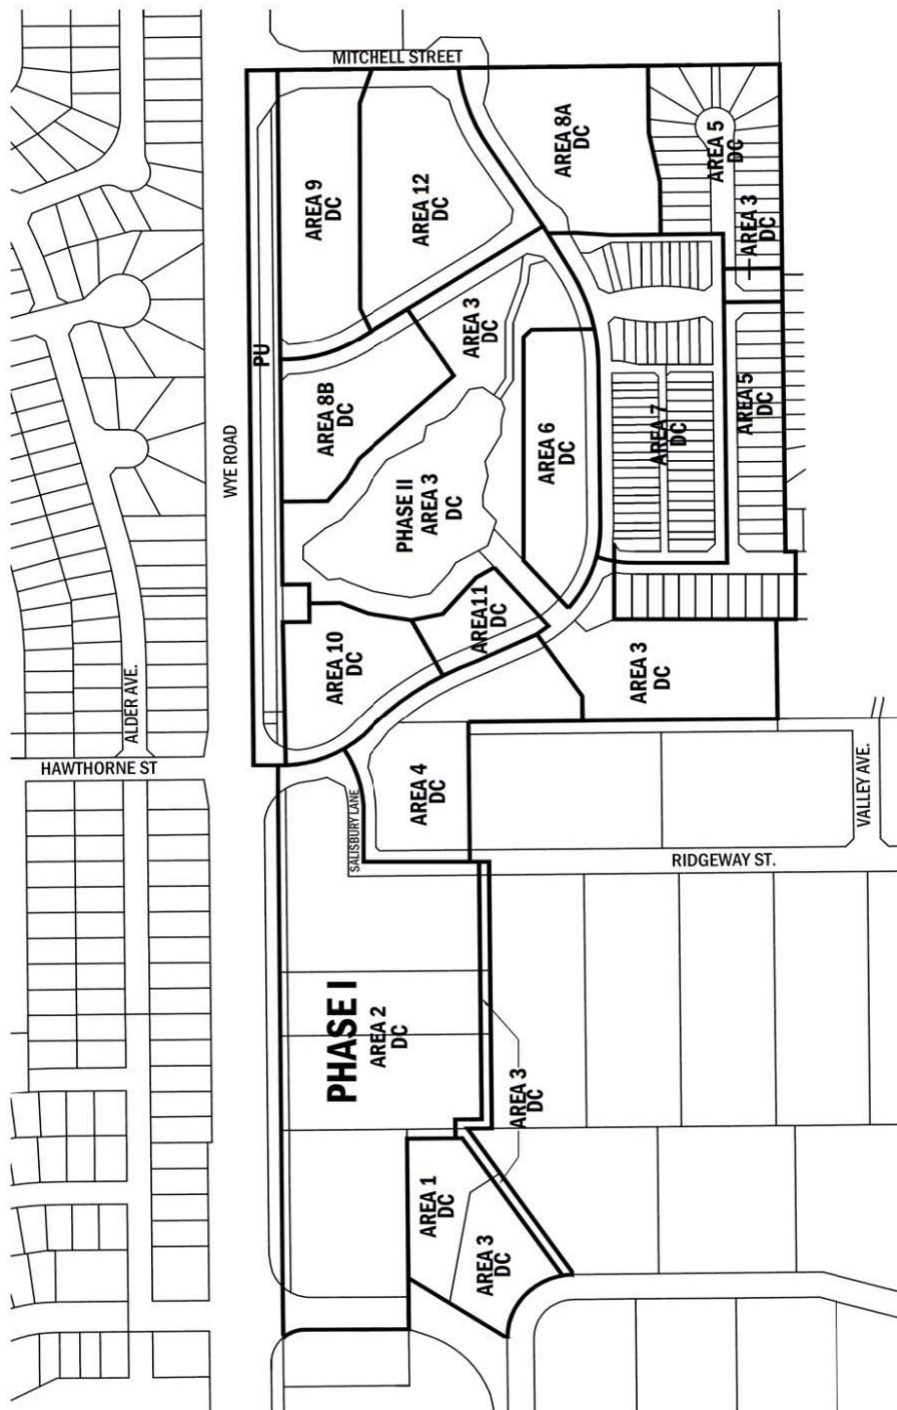 MITCHELL STREET
AREA 8A
DC
AREA 5
DC
AREA 9
DC
AREA 12
DC
AREA 3
DC
PU
AREA 3
DC
AREA 8B
DC
AREA 6
DC
AREA 7
DC
AREA 5
DC
WYE ROAD
PHASE II
AREA 3
DC
AREA11
DC
AREA 10
DC
AREA 3
DC
ALDER AVE.
HAWTHORNE ST
AREA 4
DC
VALLEY AVE.
SALISBURY LANE
RIDGEWAY ST.
PHASE I
AREA 2
DC
AREA 3
DC
AREA 1
DC
AREA 3
DC